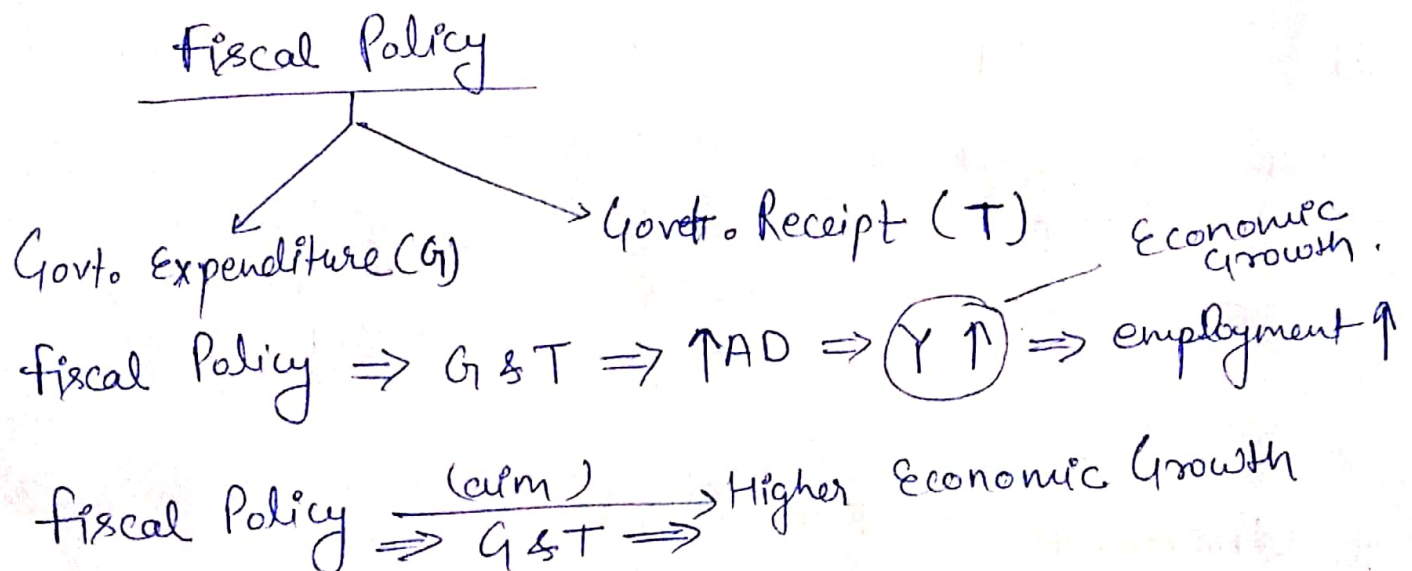 Fiscal Policy
Govt. Receipt (T)
Govt. Expenditure (G)
Economic
Growth.
Fiscal Policy ⇒ G & T ⇒ ↑AD ⇒ Y ↑ ⇒ employment ↑
(aim)
Fiscal Policy ⇒ G & T ⇒ Higher Economic Growth